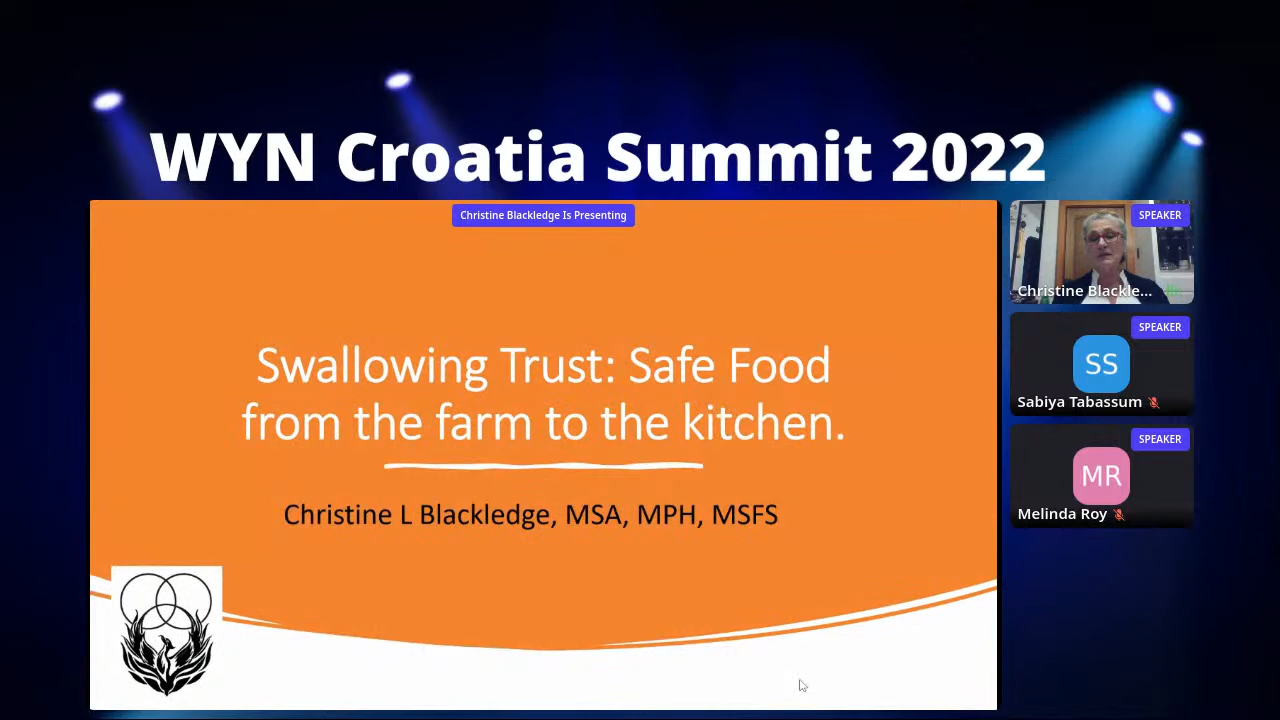 WYN Croatia Summit 2022
Christine Blackledge Is Presenting
Swallowing Trust: Safe Food
from the farm to the kitchen.
Christine L Blackledge, MSA, MPH, MSFS
SPEAKER
Christine Blackle...
SPEAKER
SS
Sabiya Tabassum
SPEAKER
MR
Melinda Roy